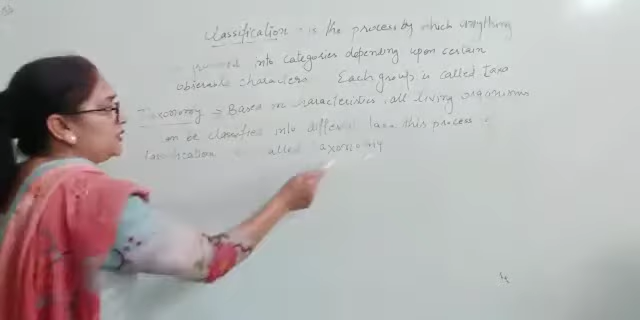 Classification : is the process by which anything
grouped into categories depending upon certain
observable characters. Each group is called taxa
Taxonomy → Based on characteristics all living organisms
can be classified into different taxa this process of
classification is called taxonomy